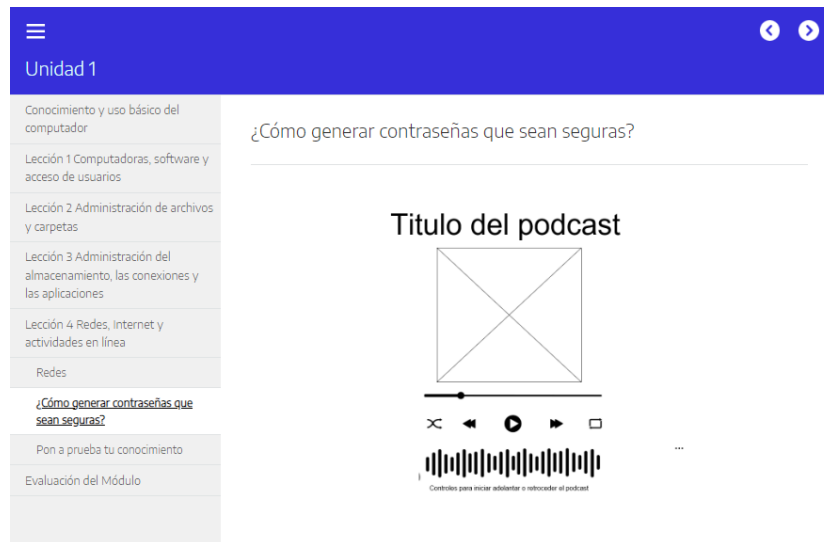 Unidad 1
Conocimiento y uso básico del
computador
Lección 1 Computadoras, software y
acceso de usuarios
Lección 2 Administración de archivos
y carpetas
Lección 3 Administración del
almacenamiento, las conexiones y
las aplicaciones
Lección 4 Redes, Internet y
actividades en línea
Redes
¿Cómo generar contraseñas que
sean seguras?
Pon a prueba tu conocimiento
Evaluación del Módulo
¿Cómo generar contraseñas que sean seguras?
Titulo del podcast
Controles para iniciar adolantar o retroceder el podcast
...